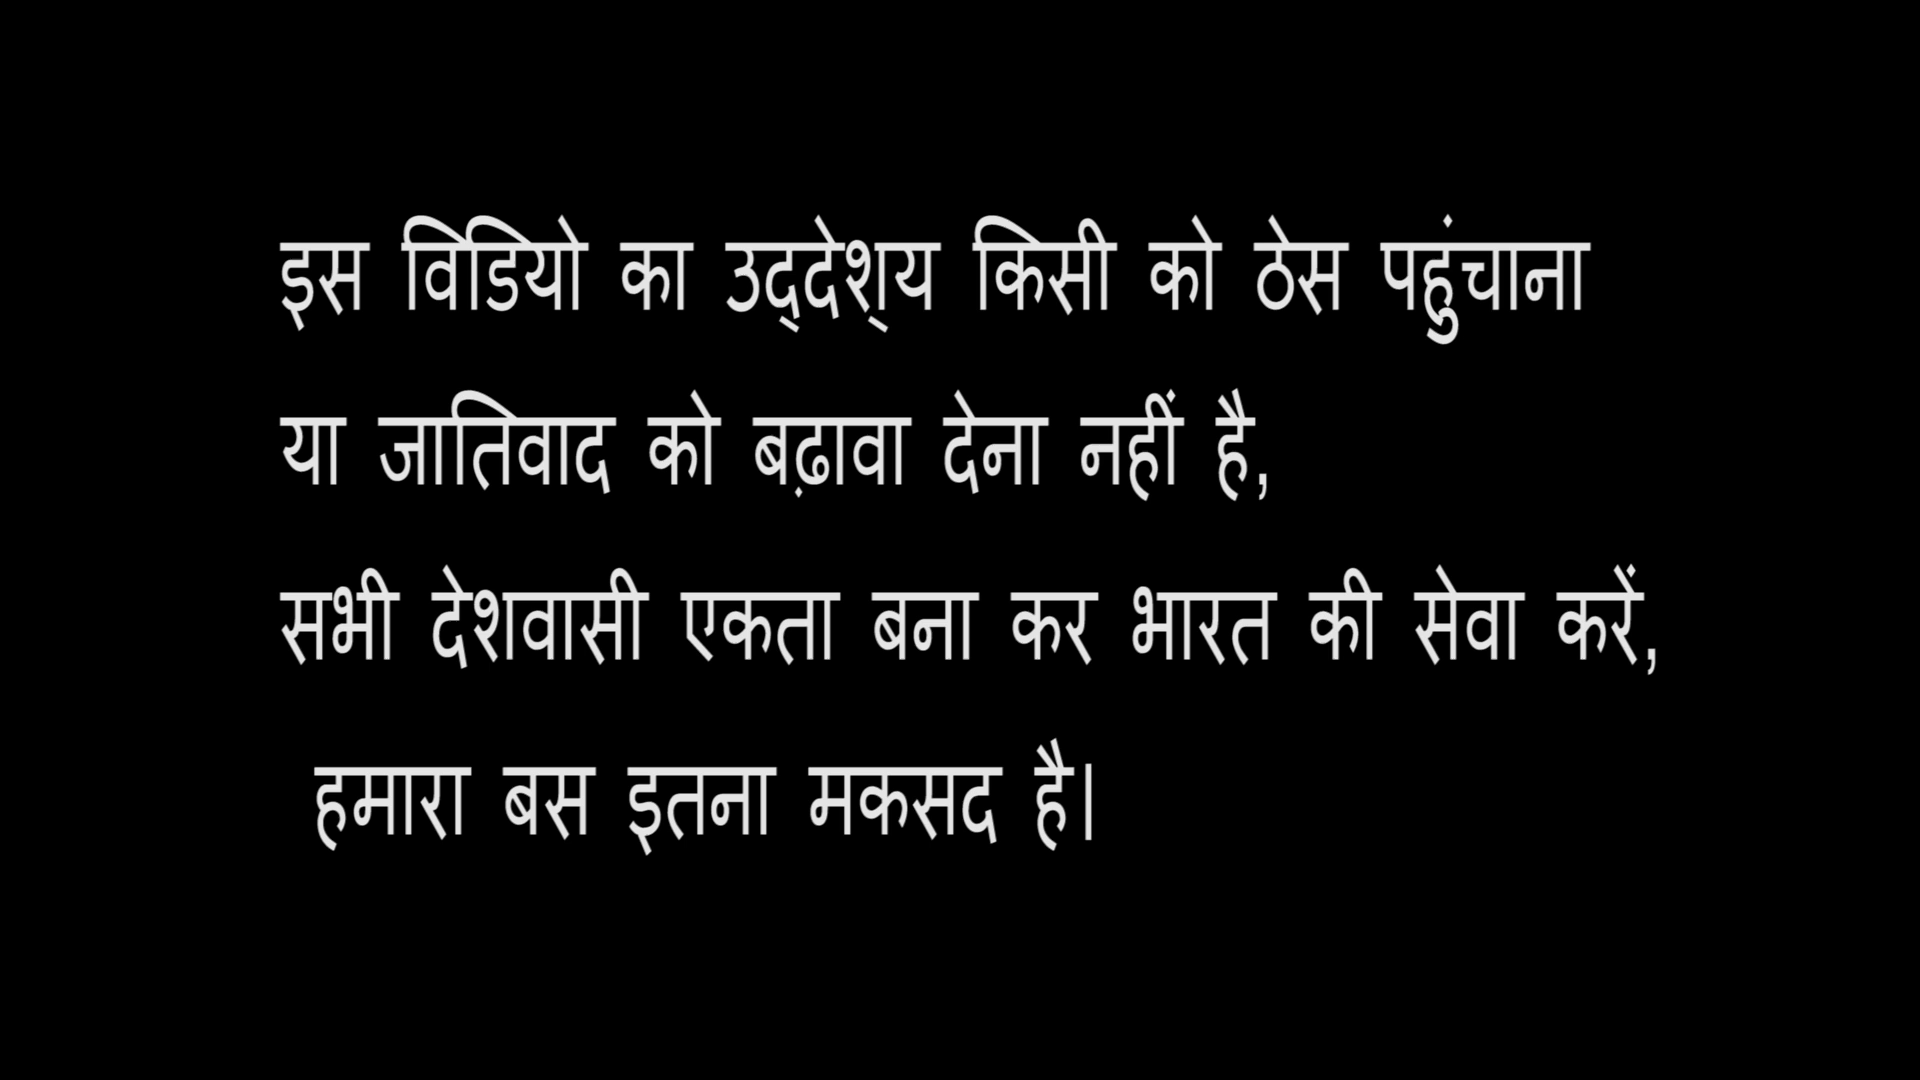 इस विडियो का उद्‌देश्‌य किसी को ठेस पहुंचाना
या जातिवाद को बढ़ावा देना नहीं है,
सभी देशवासी एकता बना कर भारत की सेवा करें,
हमारा बस इतना मकसद है।